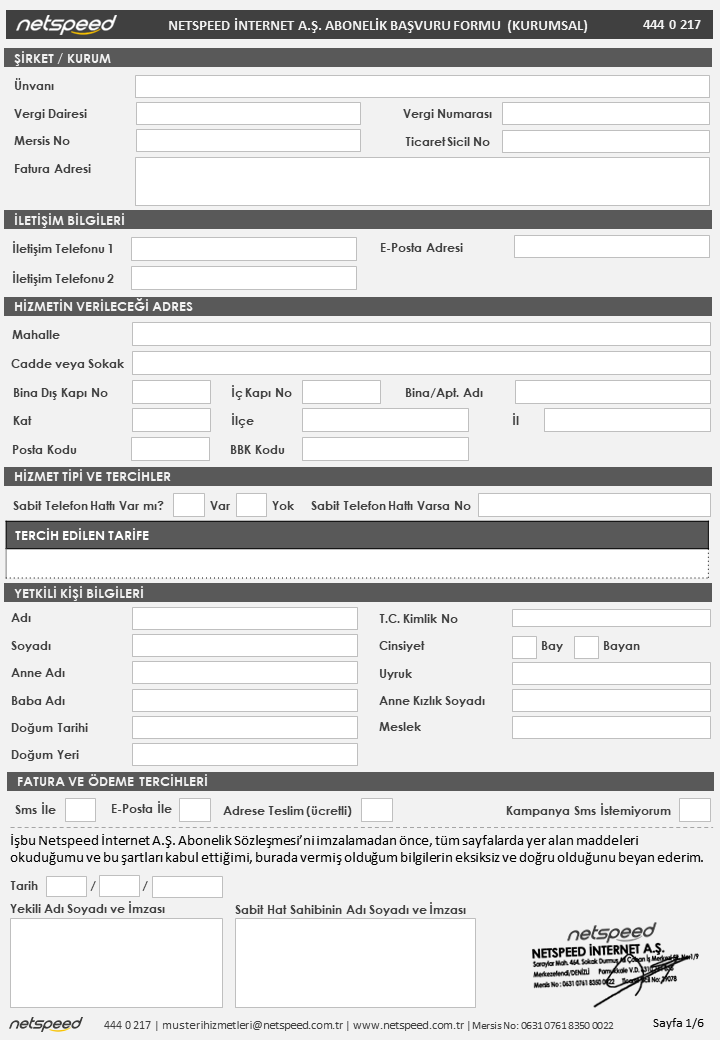 netspeed NETSPEED İNTERNET A.Ş. ABONELİK BAŞVURU FORMU (KURUMSAL) 444 0 217
ŞİRKET / KURUM
Ünvanı
Vergi Dairesi Vergi Numarası
Mersis No Ticaret Sicil No
Fatura Adresi
İLETİŞİM BİLGİLERİ
İletişim Telefonu 1 E-Posta Adresi
İletişim Telefonu 2
HİZMETİN VERİLECEĞİ ADRES
Mahalle
Cadde veya Sokak
Bina Dış Kapı No İç Kapı No Bina/Apt. Adı
Kat İlçe İl
Posta Kodu BBK Kodu
HİZMET TİPİ VE TERCİHLER
Sabit Telefon Hattı Var mı? Var Yok Sabit Telefon Hattı Varsa No
TERCİH EDİLEN TARİFE
YETKİLİ KİŞİ BİLGİLERİ
Adı T.C. Kimlik No
Soyadı Cinsiyet Bay Bayan
Anne Adı Uyruk
Baba Adı Anne Kızlık Soyadı
Doğum Tarihi Meslek
Doğum Yeri
FATURA VE ÖDEME TERCİHLERİ
Sms İle E-Posta İle Adrese Teslim (ücretli) Kampanya Sms İstemiyorum
İşbu Netspeed İnternet A.Ş. Abonelik Sözleşmesi’ni imzalamadan önce, tüm sayfalarda yer alan maddeleri
okuduğumu ve bu şartları kabul ettiğimi, burada vermiş olduğum bilgilerin eksiksiz ve doğru olduğunu beyan ederim.
Tarih / /
Yekili Adı Soyadı ve İmzası Sabit Hat Sahibinin Adı Soyadı ve İmzası
netspeed
NETSPEED İNTERNET A.Ş.
Saraylar Mah. 464. Sokak Durmuş Ali Çoban İş Merkezi
Merkezefendi/DENİZLİ Pamukkale V.D.
Mersis No : 0631 0761 8350 0022 Ticaret Sicil No:
netspeed 444 0 217 | musterihizmetleri@netspeed.com.tr | www.netspeed.com.tr | Mersis No: 0631 0761 8350 0022 Sayfa 1/6